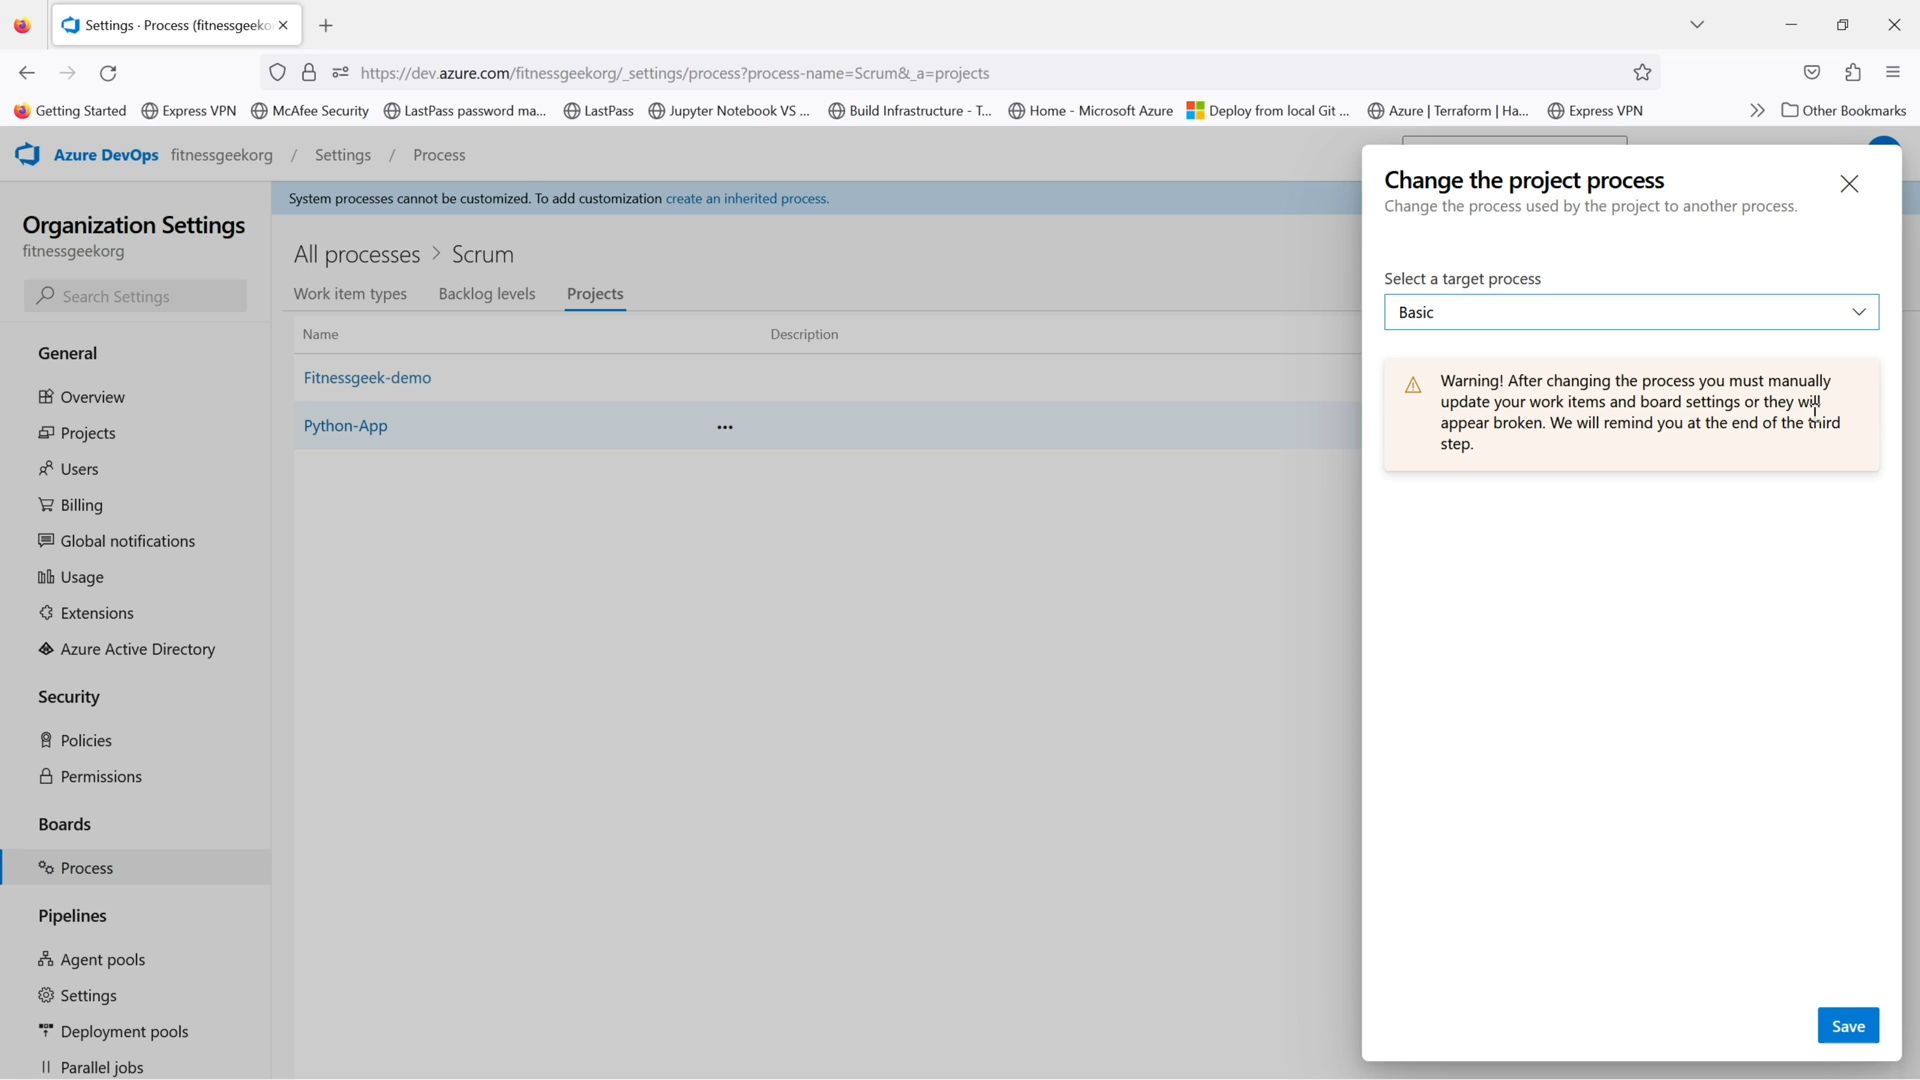 Settings · Process (fitnessgeeko
https://dev.azure.com/fitnessgeekorg/_settings/process?process-name=Scrum&_a=projects
Getting Started Express VPN McAfee Security LastPass password ma... LastPass Jupyter Notebook VS ... Build Infrastructure - T... Home - Microsoft Azure Deploy from local Git ... Azure | Terraform | Ha... Express VPN Other Bookmarks
Azure DevOps fitnessgeekorg / Settings / Process
System processes cannot be customized. To add customization create an inherited process.
Organization Settings
fitnessgeekorg
Search Settings
General
Overview
Projects
Users
Billing
Global notifications
Usage
Extensions
Azure Active Directory
Security
Policies
Permissions
Boards
Process
Pipelines
Agent pools
Settings
Deployment pools
Parallel jobs
All processes > Scrum
Work item types Backlog levels Projects
Name Description
Fitnessgeek-demo
Python-App
Change the project process
Change the process used by the project to another process.
Select a target process
Basic
Warning! After changing the process you must manually
update your work items and board settings or they will
appear broken. We will remind you at the end of the third
step.
Save